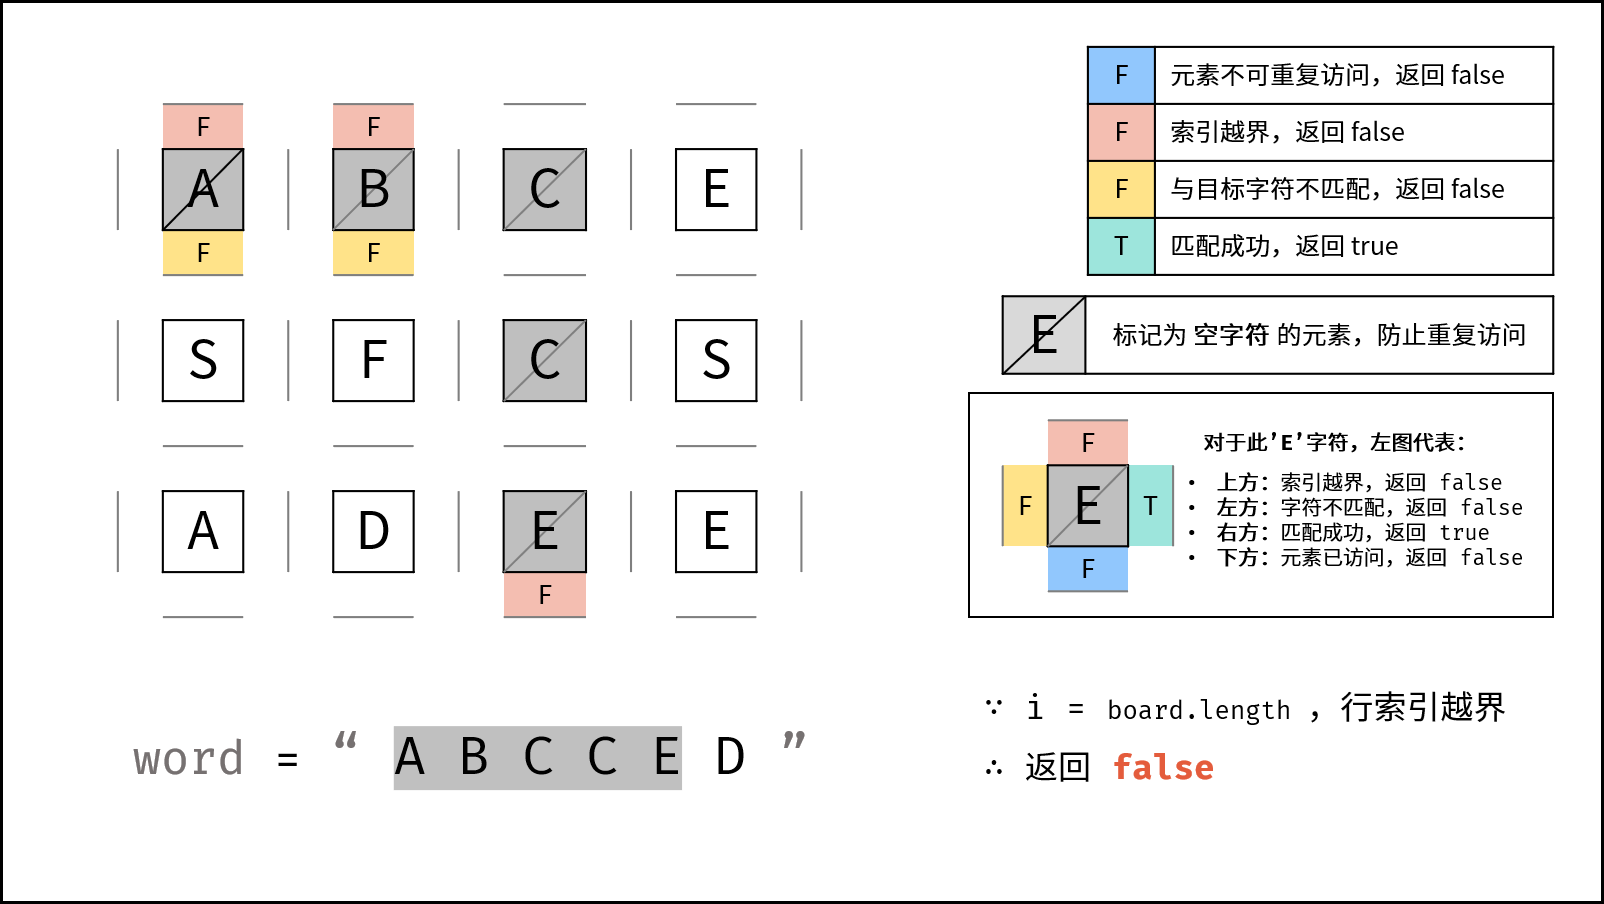 F F
A B C E
F F
S F C S
A D E E
F
word = “ A B C C E D ”
F 元素不可重复访问，返回 false
F 索引越界，返回 false
F 与目标字符不匹配，返回 false
T 匹配成功，返回 true
E 标记为 空字符 的元素，防止重复访问
F
F E T
F
对于此'E'字符，左图代表：
• 上方：索引越界，返回 false
• 左方：字符不匹配，返回 false
• 右方：匹配成功，返回 true
• 下方：元素已访问，返回 false
∵ i = board.length ，行索引越界
∴ 返回 false